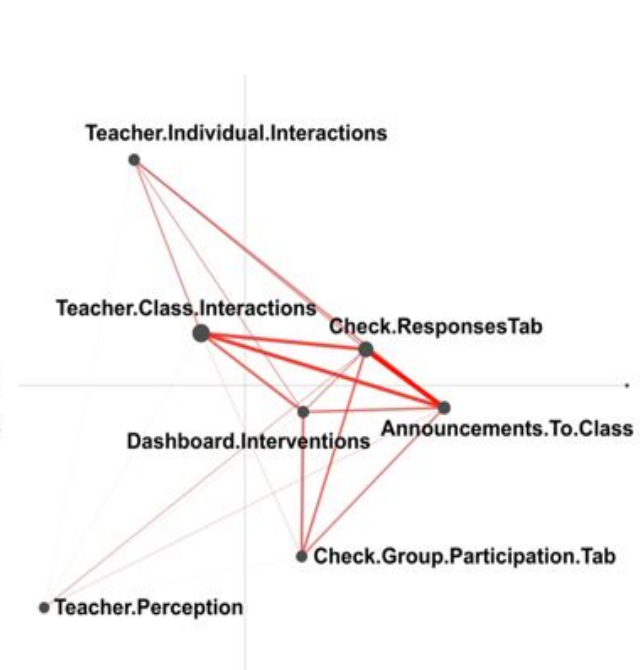 Teacher.Individual.Interactions
Teacher.Class.Interactions
Check.ResponsesTab
Announcements.To.Class
Dashboard.Interventions
Check.Group.Participation.Tab
Teacher.Perception